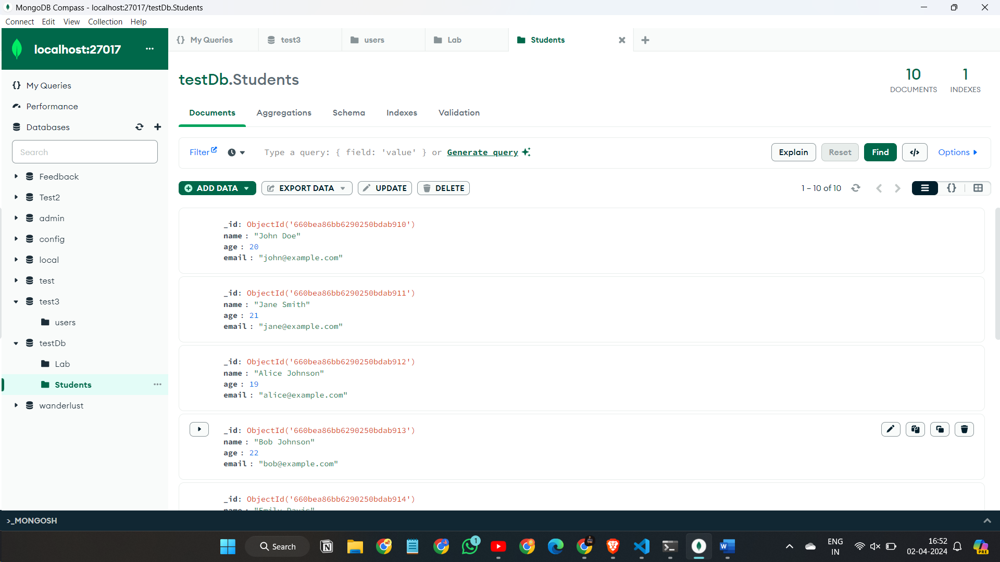 MongoDB Compass - localhost:27017/testDb.Students
Connect Edit View Collection Help
localhost:27017 ...
{} My Queries
Performance
Databases
Search
Feedback
Test2
admin
config
local
test
test3
users
testDb
Lab
Students ...
wanderlust
{} My Queries test3 users Lab Students
testDb.Students
10 DOCUMENTS
1 INDEXES
Documents Aggregations Schema Indexes Validation
Filter Type a query: { field: 'value' } or Generate query Explain Reset Find </> Options
ADD DATA EXPORT DATA UPDATE DELETE 1 – 10 of 10 {}
_id: ObjectId('660bea86bb6290250bdab910')
name : "John Doe"
age : 20
email : "john@example.com"
_id: ObjectId('660bea86bb6290250bdab911')
name : "Jane Smith"
age : 21
email : "jane@example.com"
_id: ObjectId('660bea86bb6290250bdab912')
name : "Alice Johnson"
age : 19
email : "alice@example.com"
_id: ObjectId('660bea86bb6290250bdab913')
name : "Bob Johnson"
age : 22
email : "bob@example.com"
_id: ObjectId('660bea86bb6290250bdab914')
name : "Emily Davis"
>_MONGOSH
Search
1
ENG
IN
16:52
02-04-2024
PRE